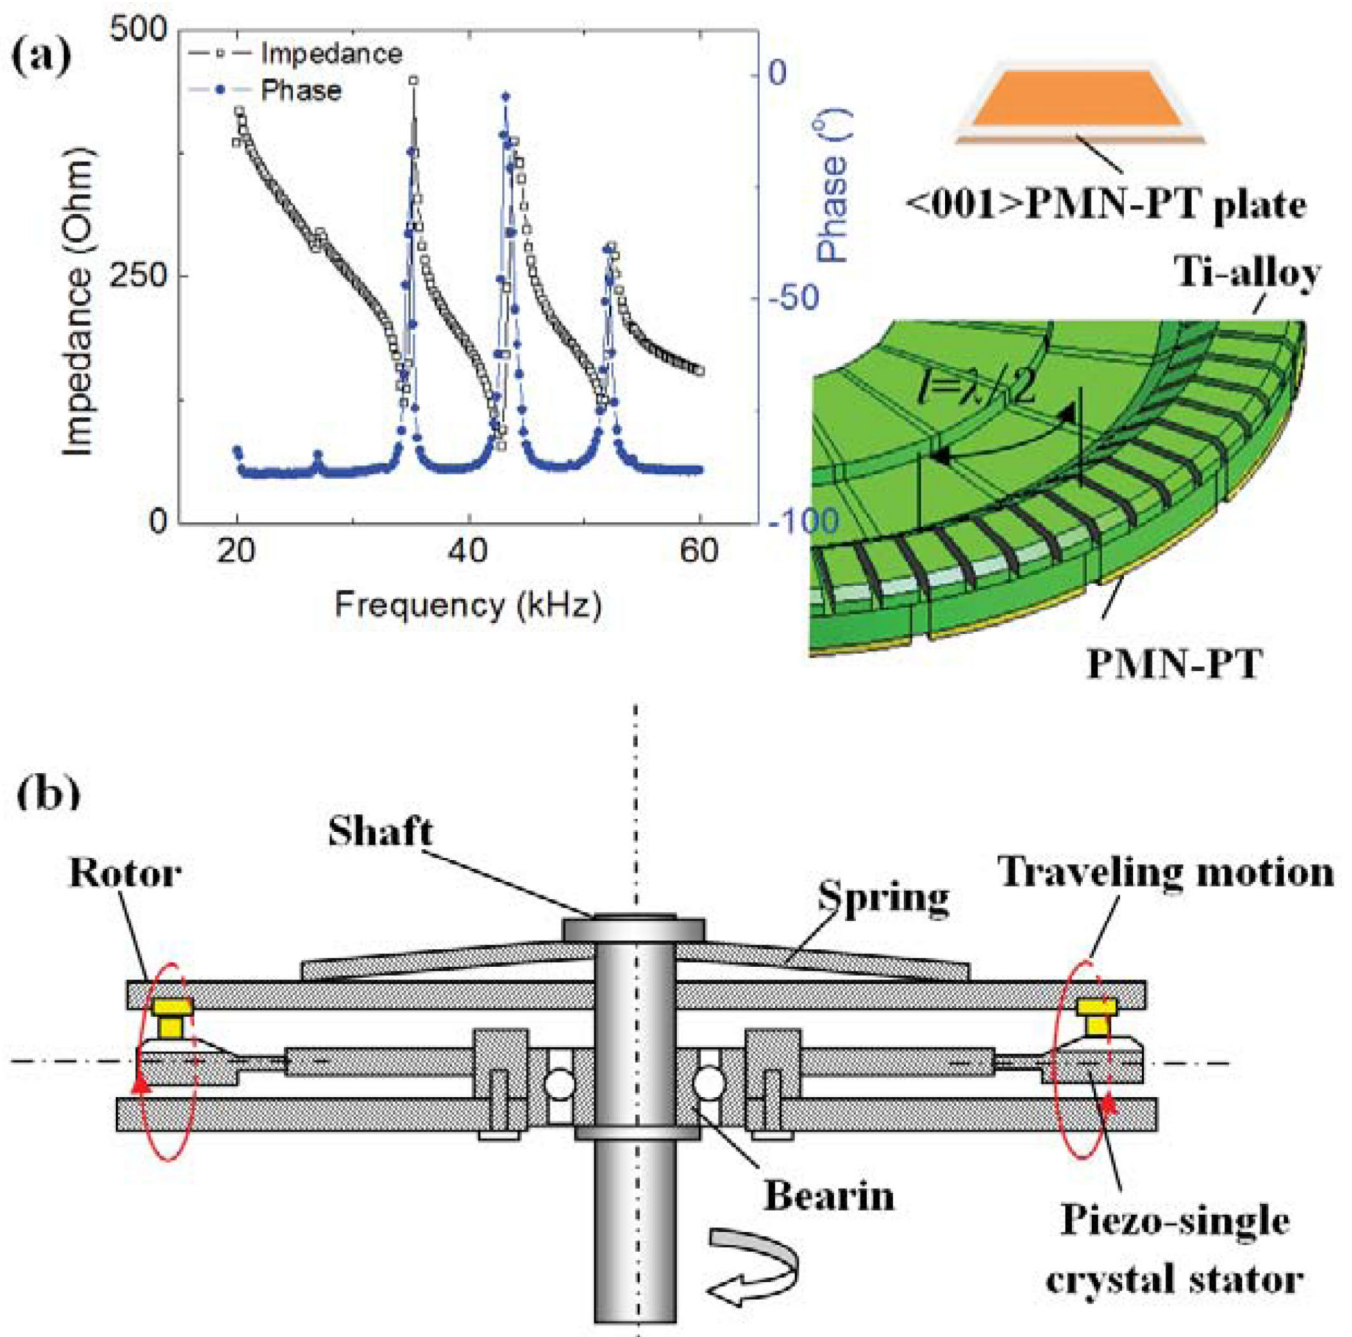 (a)
500
250
0
Impedance
Phase
0
-50
-100
Impedance (Ohm)
Phase (°)
20
40
60
Frequency (kHz)
<001>PMN-PT plate
Ti-alloy
l=λ/2
PMN-PT
(b)
Shaft
Rotor
Spring
Traveling motion
Bearin
Piezo-single
crystal stator